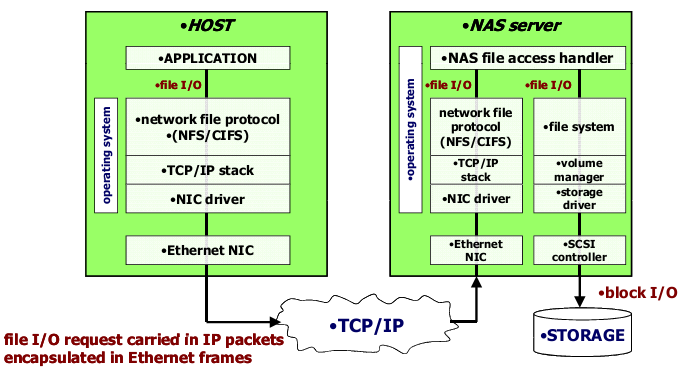 •HOST
•APPLICATION
•file I/O
operating system
•network file protocol
•(NFS/CIFS)
•TCP/IP stack
•NIC driver
•Ethernet NIC
•NAS server
•operating system
•NAS file access handler
•file I/O
•file I/O
network file
protocol
(NFS/CIFS)
•TCP/IP
stack
•NIC driver
•Ethernet
NIC
•file system
•volume
manager
•storage
driver
•SCSI
controller
•block I/O
•STORAGE
•TCP/IP
file I/O request carried in IP packets
encapsulated in Ethernet frames